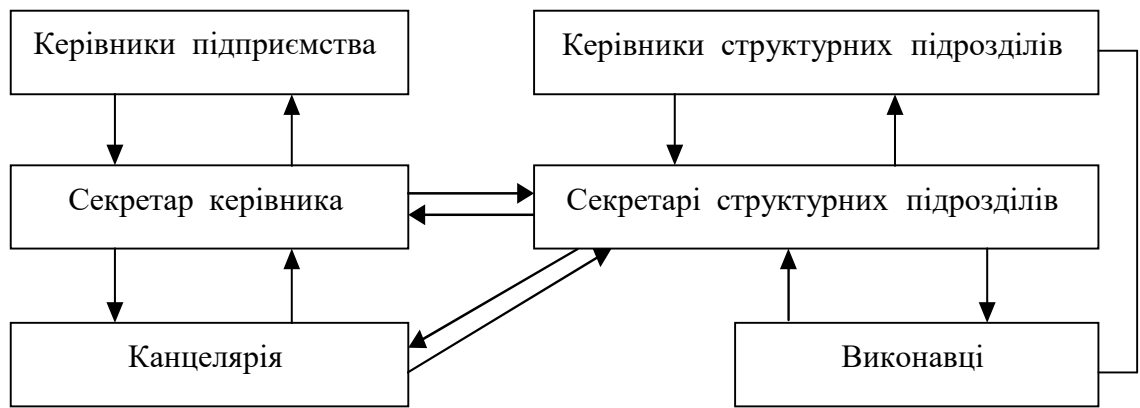 Керівники підприємства
Керівники структурних підрозділів
Секретар керівника
Секретарі структурних підрозділів
Канцелярія
Виконавці